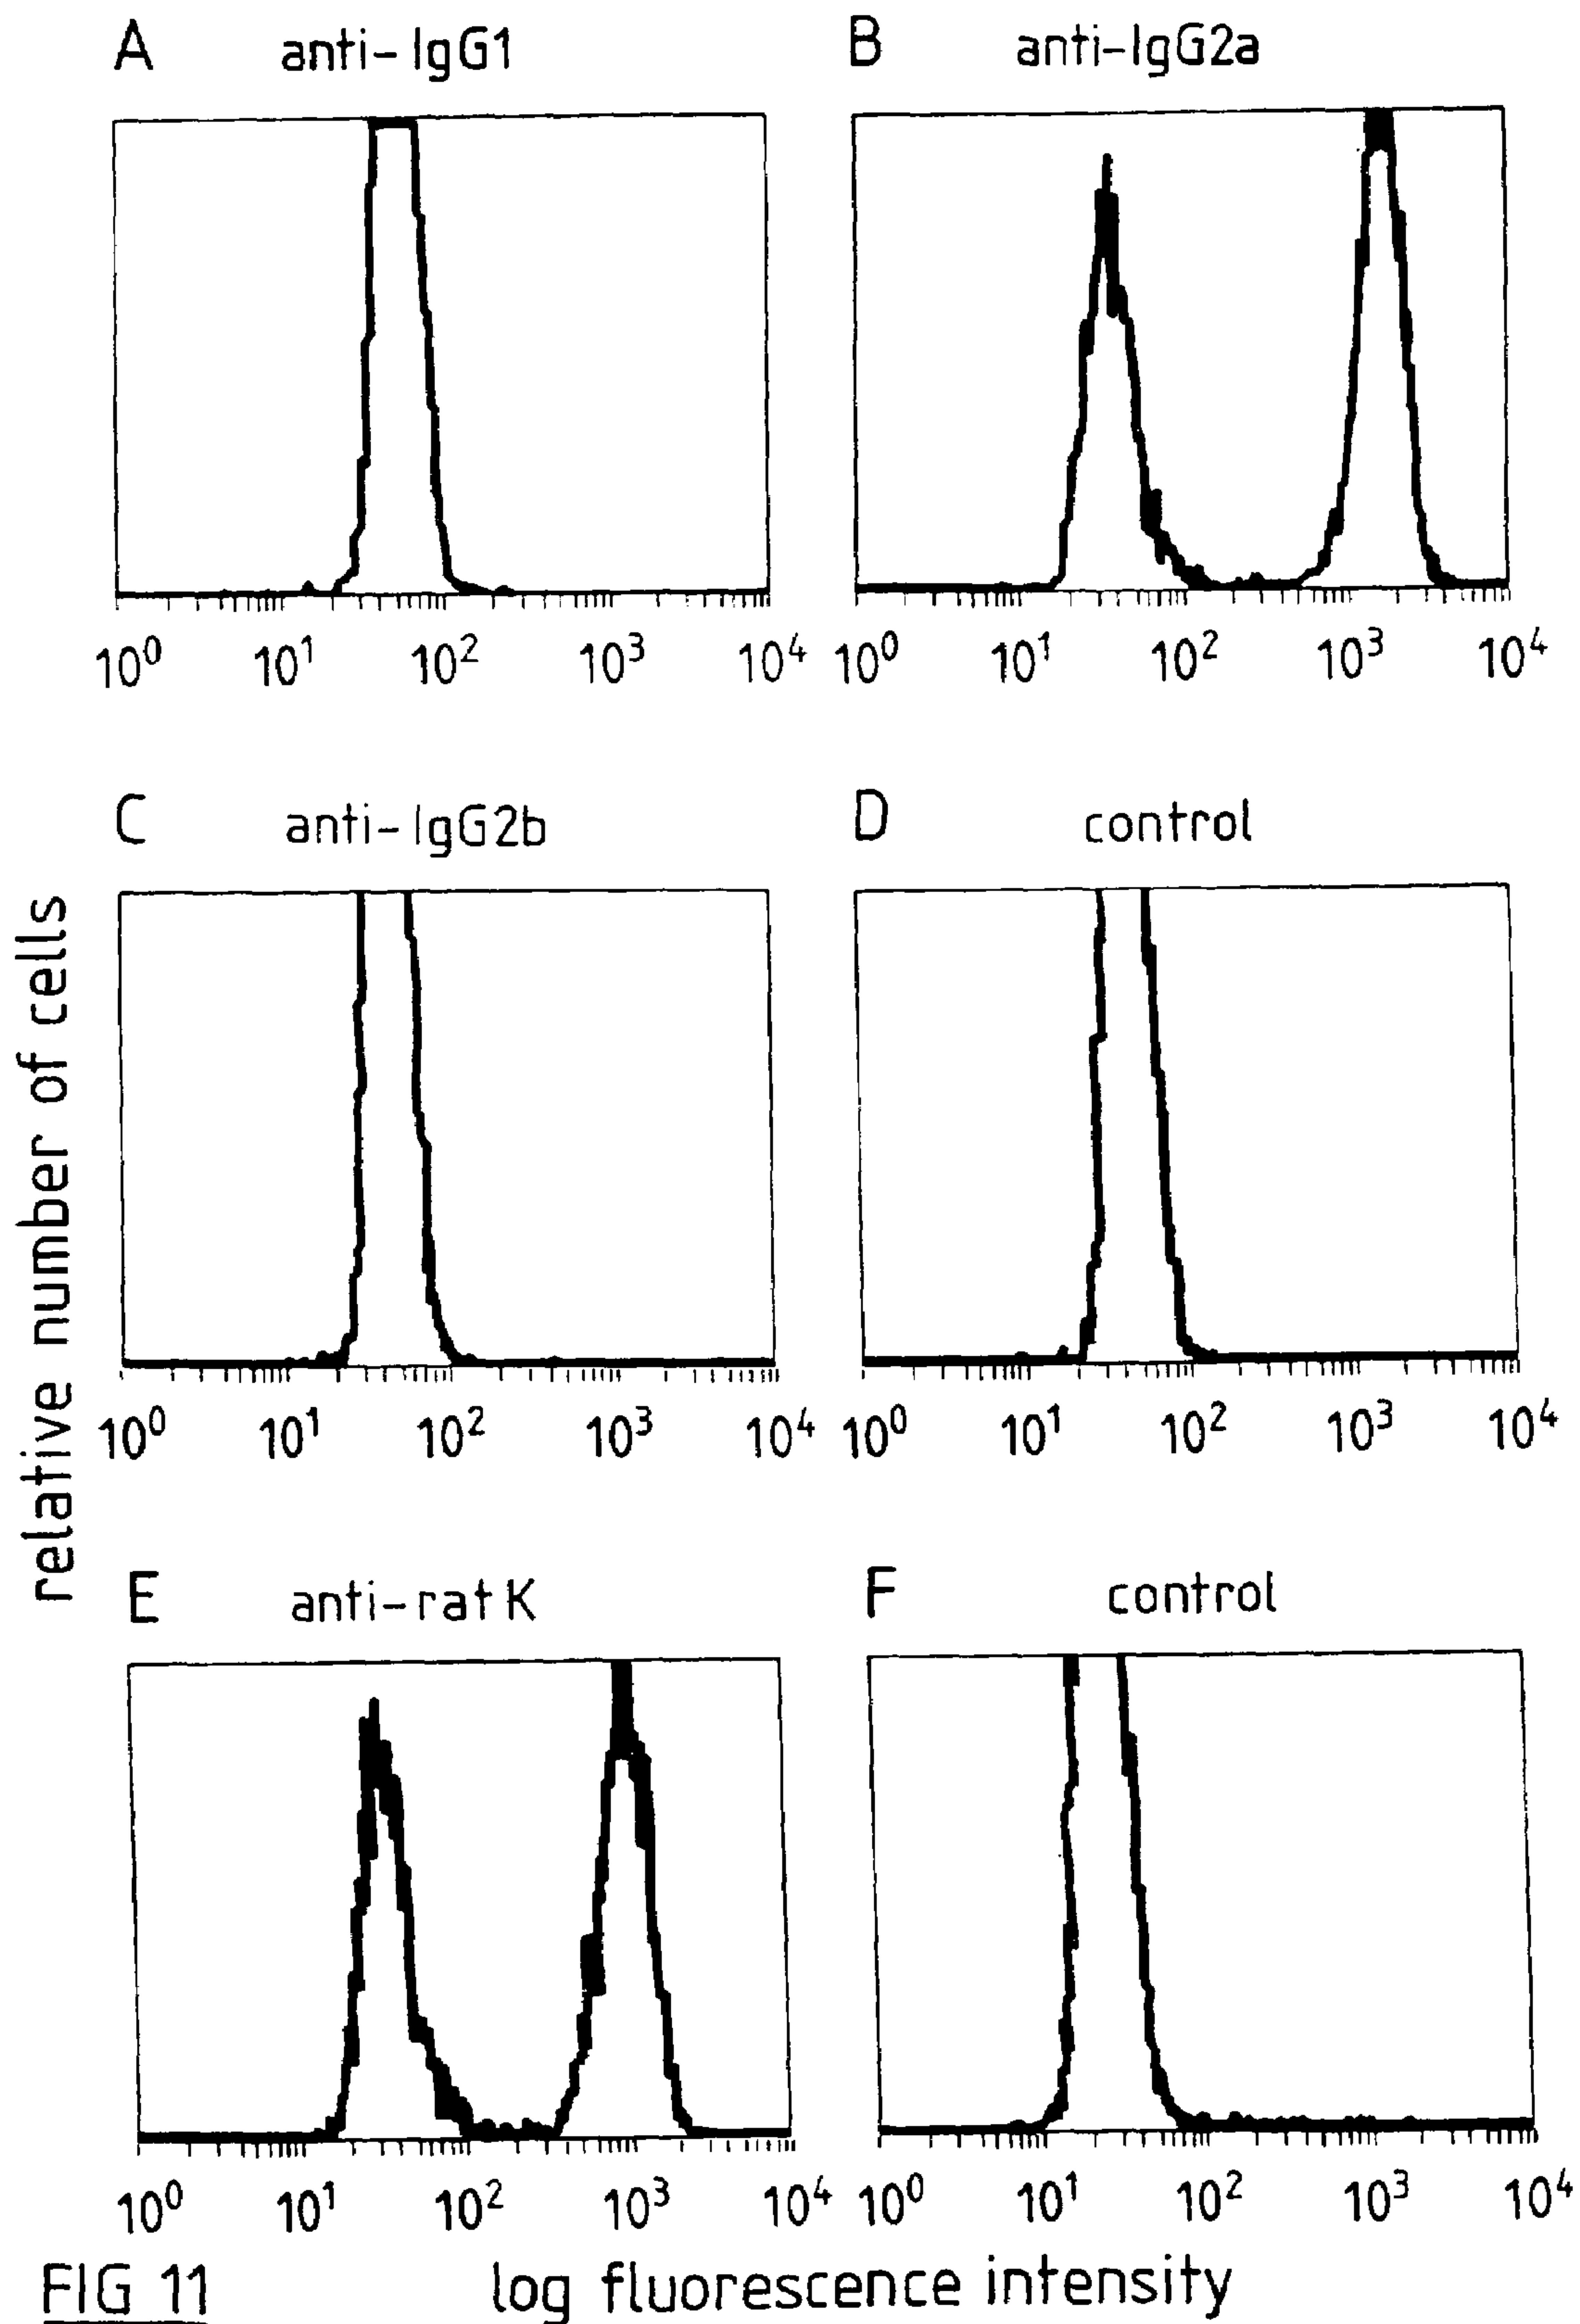 A anti-IgG1
B anti-IgG2a
10⁰ 10¹ 10² 10³ 10⁴
10⁰ 10¹ 10² 10³ 10⁴
C anti-IgG2b
D control
10⁰ 10¹ 10² 10³ 10⁴
10⁰ 10¹ 10² 10³ 10⁴
E anti-rat K
F control
10⁰ 10¹ 10² 10³ 10⁴
10⁰ 10¹ 10² 10³ 10⁴
relative number of cells
log fluorescence intensity
FIG 11